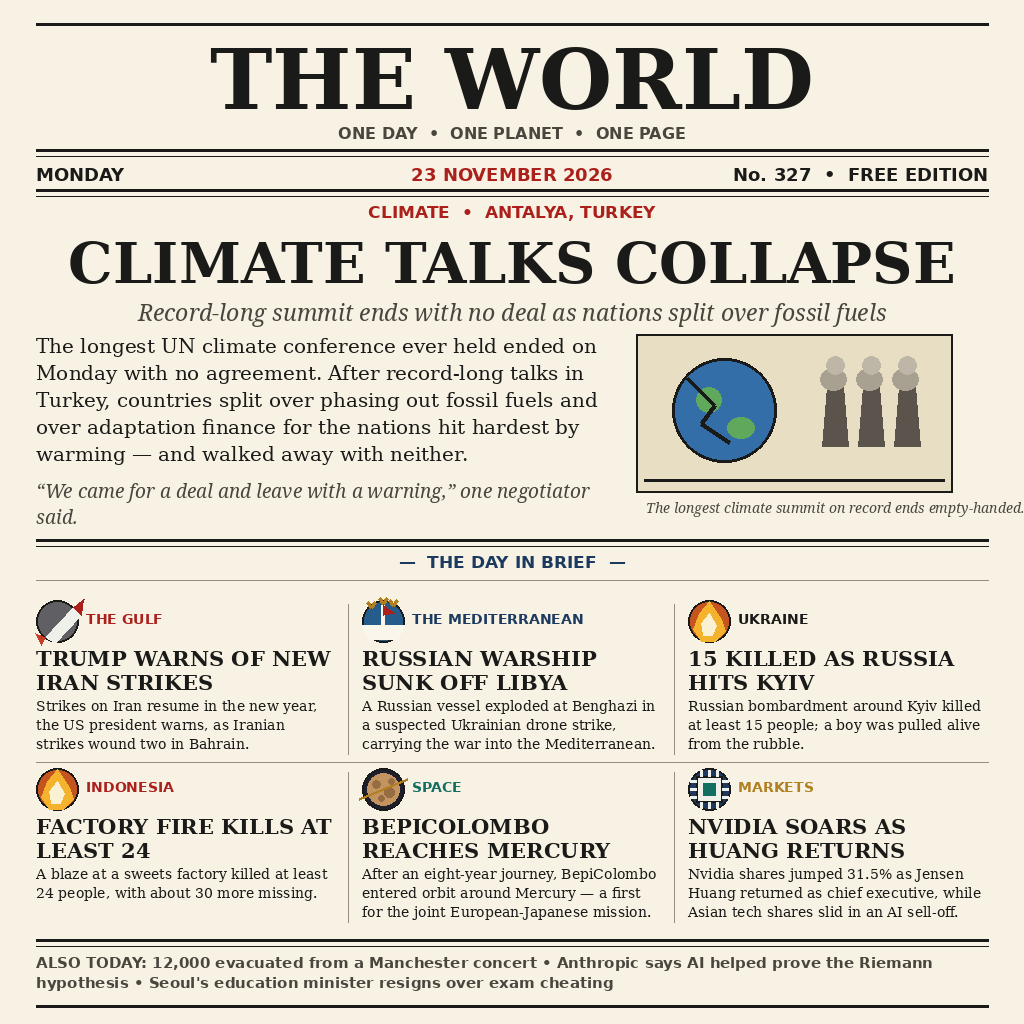 THE WORLD
ONE DAY • ONE PLANET • ONE PAGE
MONDAY 23 NOVEMBER 2026 No. 327 • FREE EDITION
CLIMATE • ANTALYA, TURKEY
CLIMATE TALKS COLLAPSE
Record-long summit ends with no deal as nations split over fossil fuels
The longest UN climate conference ever held ended on
Monday with no agreement. After record-long talks in
Turkey, countries split over phasing out fossil fuels and
over adaptation finance for the nations hit hardest by
warming — and walked away with neither.
“We came for a deal and leave with a warning,” one negotiator
said.
The longest climate summit on record ends empty-handed.
— THE DAY IN BRIEF —
THE GULF
TRUMP WARNS OF NEW
IRAN STRIKES
Strikes on Iran resume in the new year,
the US president warns, as Iranian
strikes wound two in Bahrain.
THE MEDITERRANEAN
RUSSIAN WARSHIP
SUNK OFF LIBYA
A Russian vessel exploded at Benghazi in
a suspected Ukrainian drone strike,
carrying the war into the Mediterranean.
UKRAINE
15 KILLED AS RUSSIA
HITS KYIV
Russian bombardment around Kyiv killed
at least 15 people; a boy was pulled alive
from the rubble.
INDONESIA
FACTORY FIRE KILLS AT
LEAST 24
A blaze at a sweets factory killed at least
24 people, with about 30 more missing.
SPACE
BEPICOLOMBO
REACHES MERCURY
After an eight-year journey, BepiColombo
entered orbit around Mercury — a first
for the joint European-Japanese mission.
MARKETS
NVIDIA SOARS AS
HUANG RETURNS
Nvidia shares jumped 31.5% as Jensen
Huang returned as chief executive, while
Asian tech shares slid in an AI sell-off.
ALSO TODAY: 12,000 evacuated from a Manchester concert • Anthropic says AI helped prove the Riemann
hypothesis • Seoul's education minister resigns over exam cheating